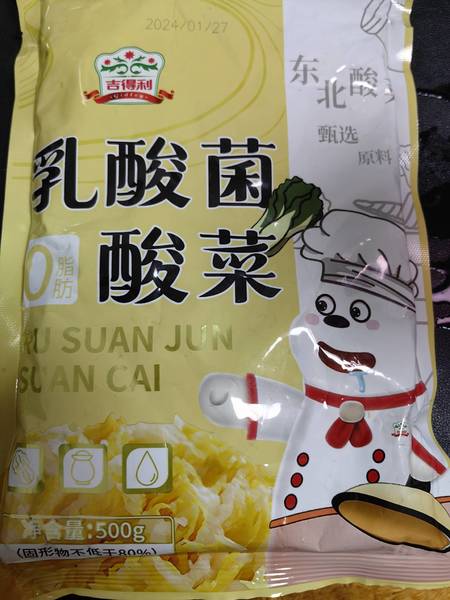 2024/01/27
吉得利
东北酸
甄选
原料
乳酸菌
酸菜
0脂肪
RU SUAN JUN
SUAN CAI
净含量:500g
(固形物不低于80%)